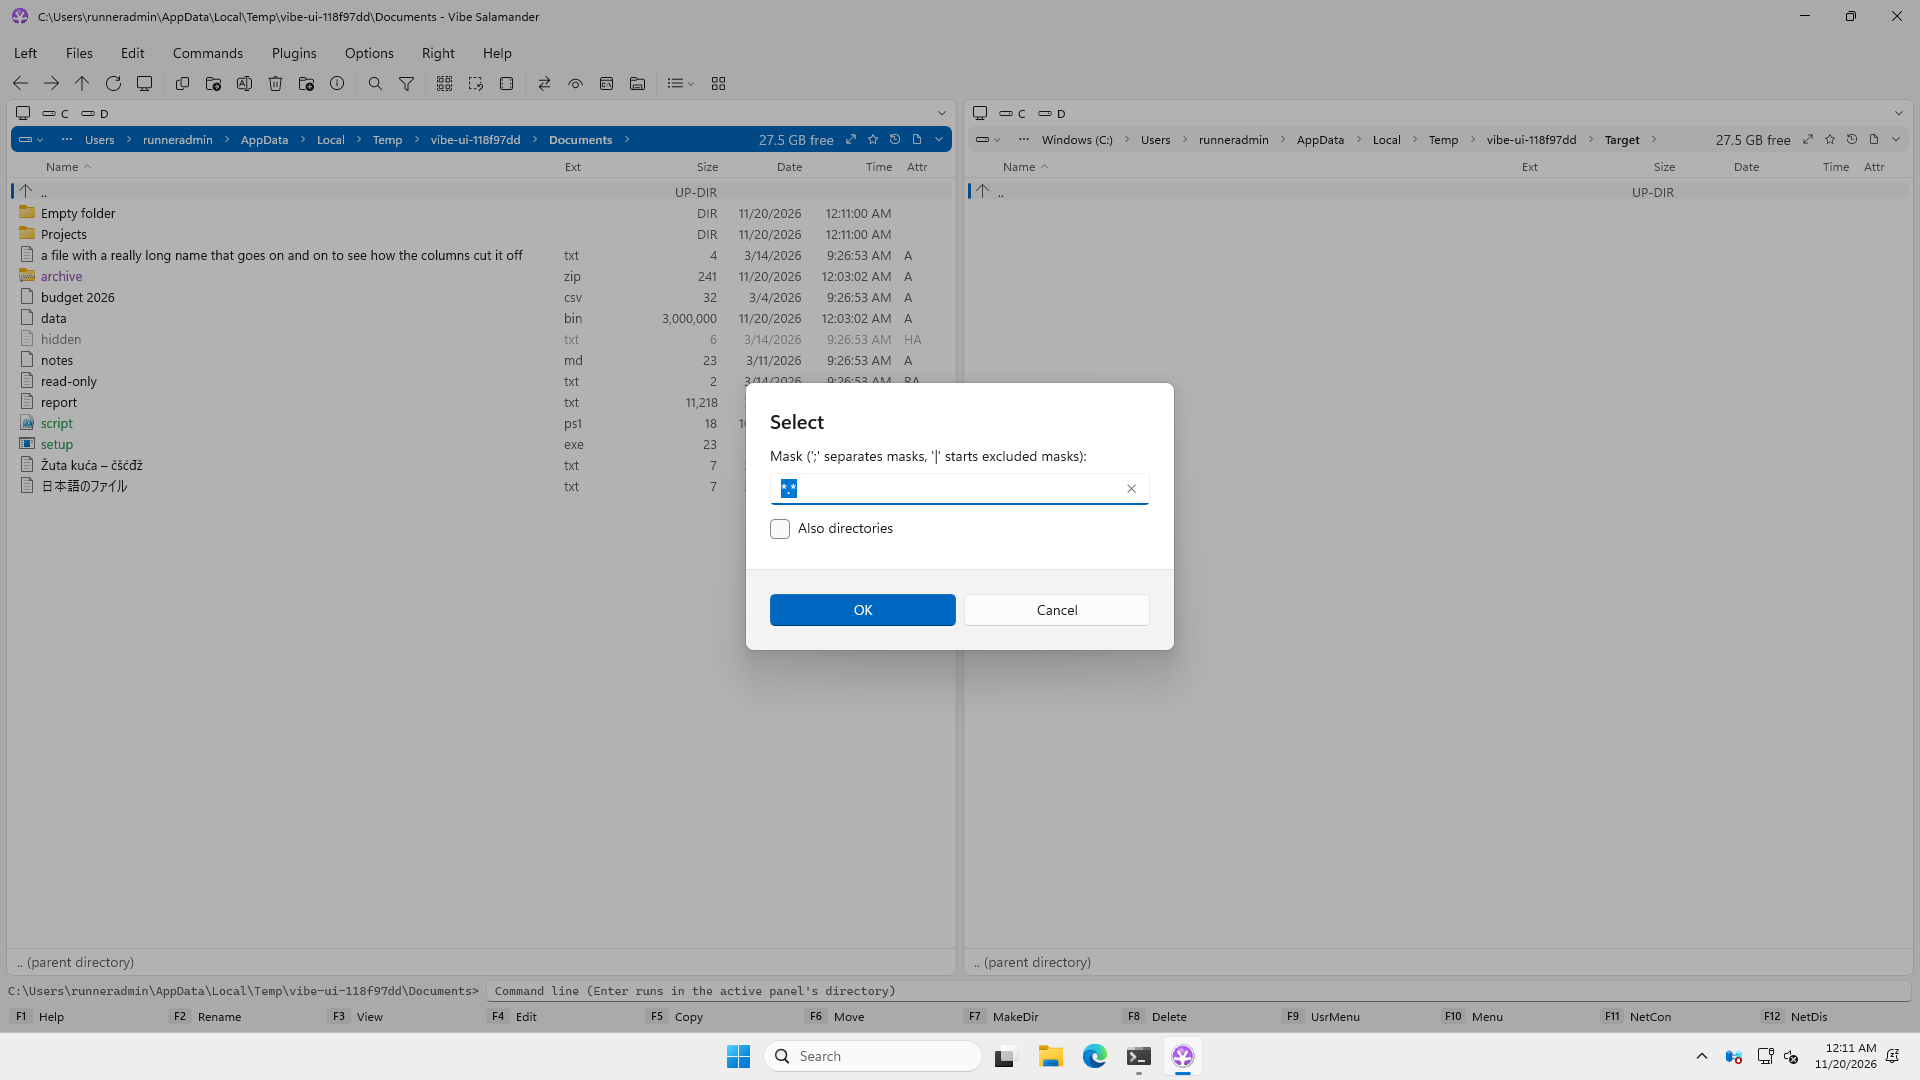 C:\Users\runneradmin\AppData\Local\Temp\vibe-ui-118f97dd\Documents - Vibe Salamander
Left Files Edit Commands Plugins Options Right Help
C D
Users runneradmin AppData Local Temp vibe-ui-118f97dd Documents 27.5 GB free
Name Ext Size Date Time Attr
.. UP-DIR
Empty folder DIR 11/20/2026 12:11:00 AM
Projects DIR 11/20/2026 12:11:00 AM
a file with a really long name that goes on and on to see how the columns cut it off txt 4 3/14/2026 9:26:53 AM A
archive zip 241 11/20/2026 12:03:02 AM A
budget 2026 csv 32 3/4/2026 9:26:53 AM A
data bin 3,000,000 11/20/2026 12:03:02 AM A
hidden txt 6 3/14/2026 9:26:53 AM HA
notes md 23 3/11/2026 9:26:53 AM A
read-only txt 2 3/14/2026 9:26:53 AM RA
report txt 11,218
script ps1 18
setup exe 23
Žuta kuća – čšćđž txt 7
日本語のファイル txt 7
.. (parent directory)
C D
Windows (C:) Users runneradmin AppData Local Temp vibe-ui-118f97dd Target 27.5 GB free
Name Ext Size Date Time Attr
.. UP-DIR
.. (parent directory)
Select
Mask (';' separates masks, '|' starts excluded masks):
*.*
Also directories
OK Cancel
C:\Users\runneradmin\AppData\Local\Temp\vibe-ui-118f97dd\Documents> Command line (Enter runs in the active panel's directory)
F1 Help F2 Rename F3 View F4 Edit F5 Copy F6 Move F7 MakeDir F8 Delete F9 UsrMenu F10 Menu F11 NetCon F12 NetDis
Search
12:11 AM
11/20/2026